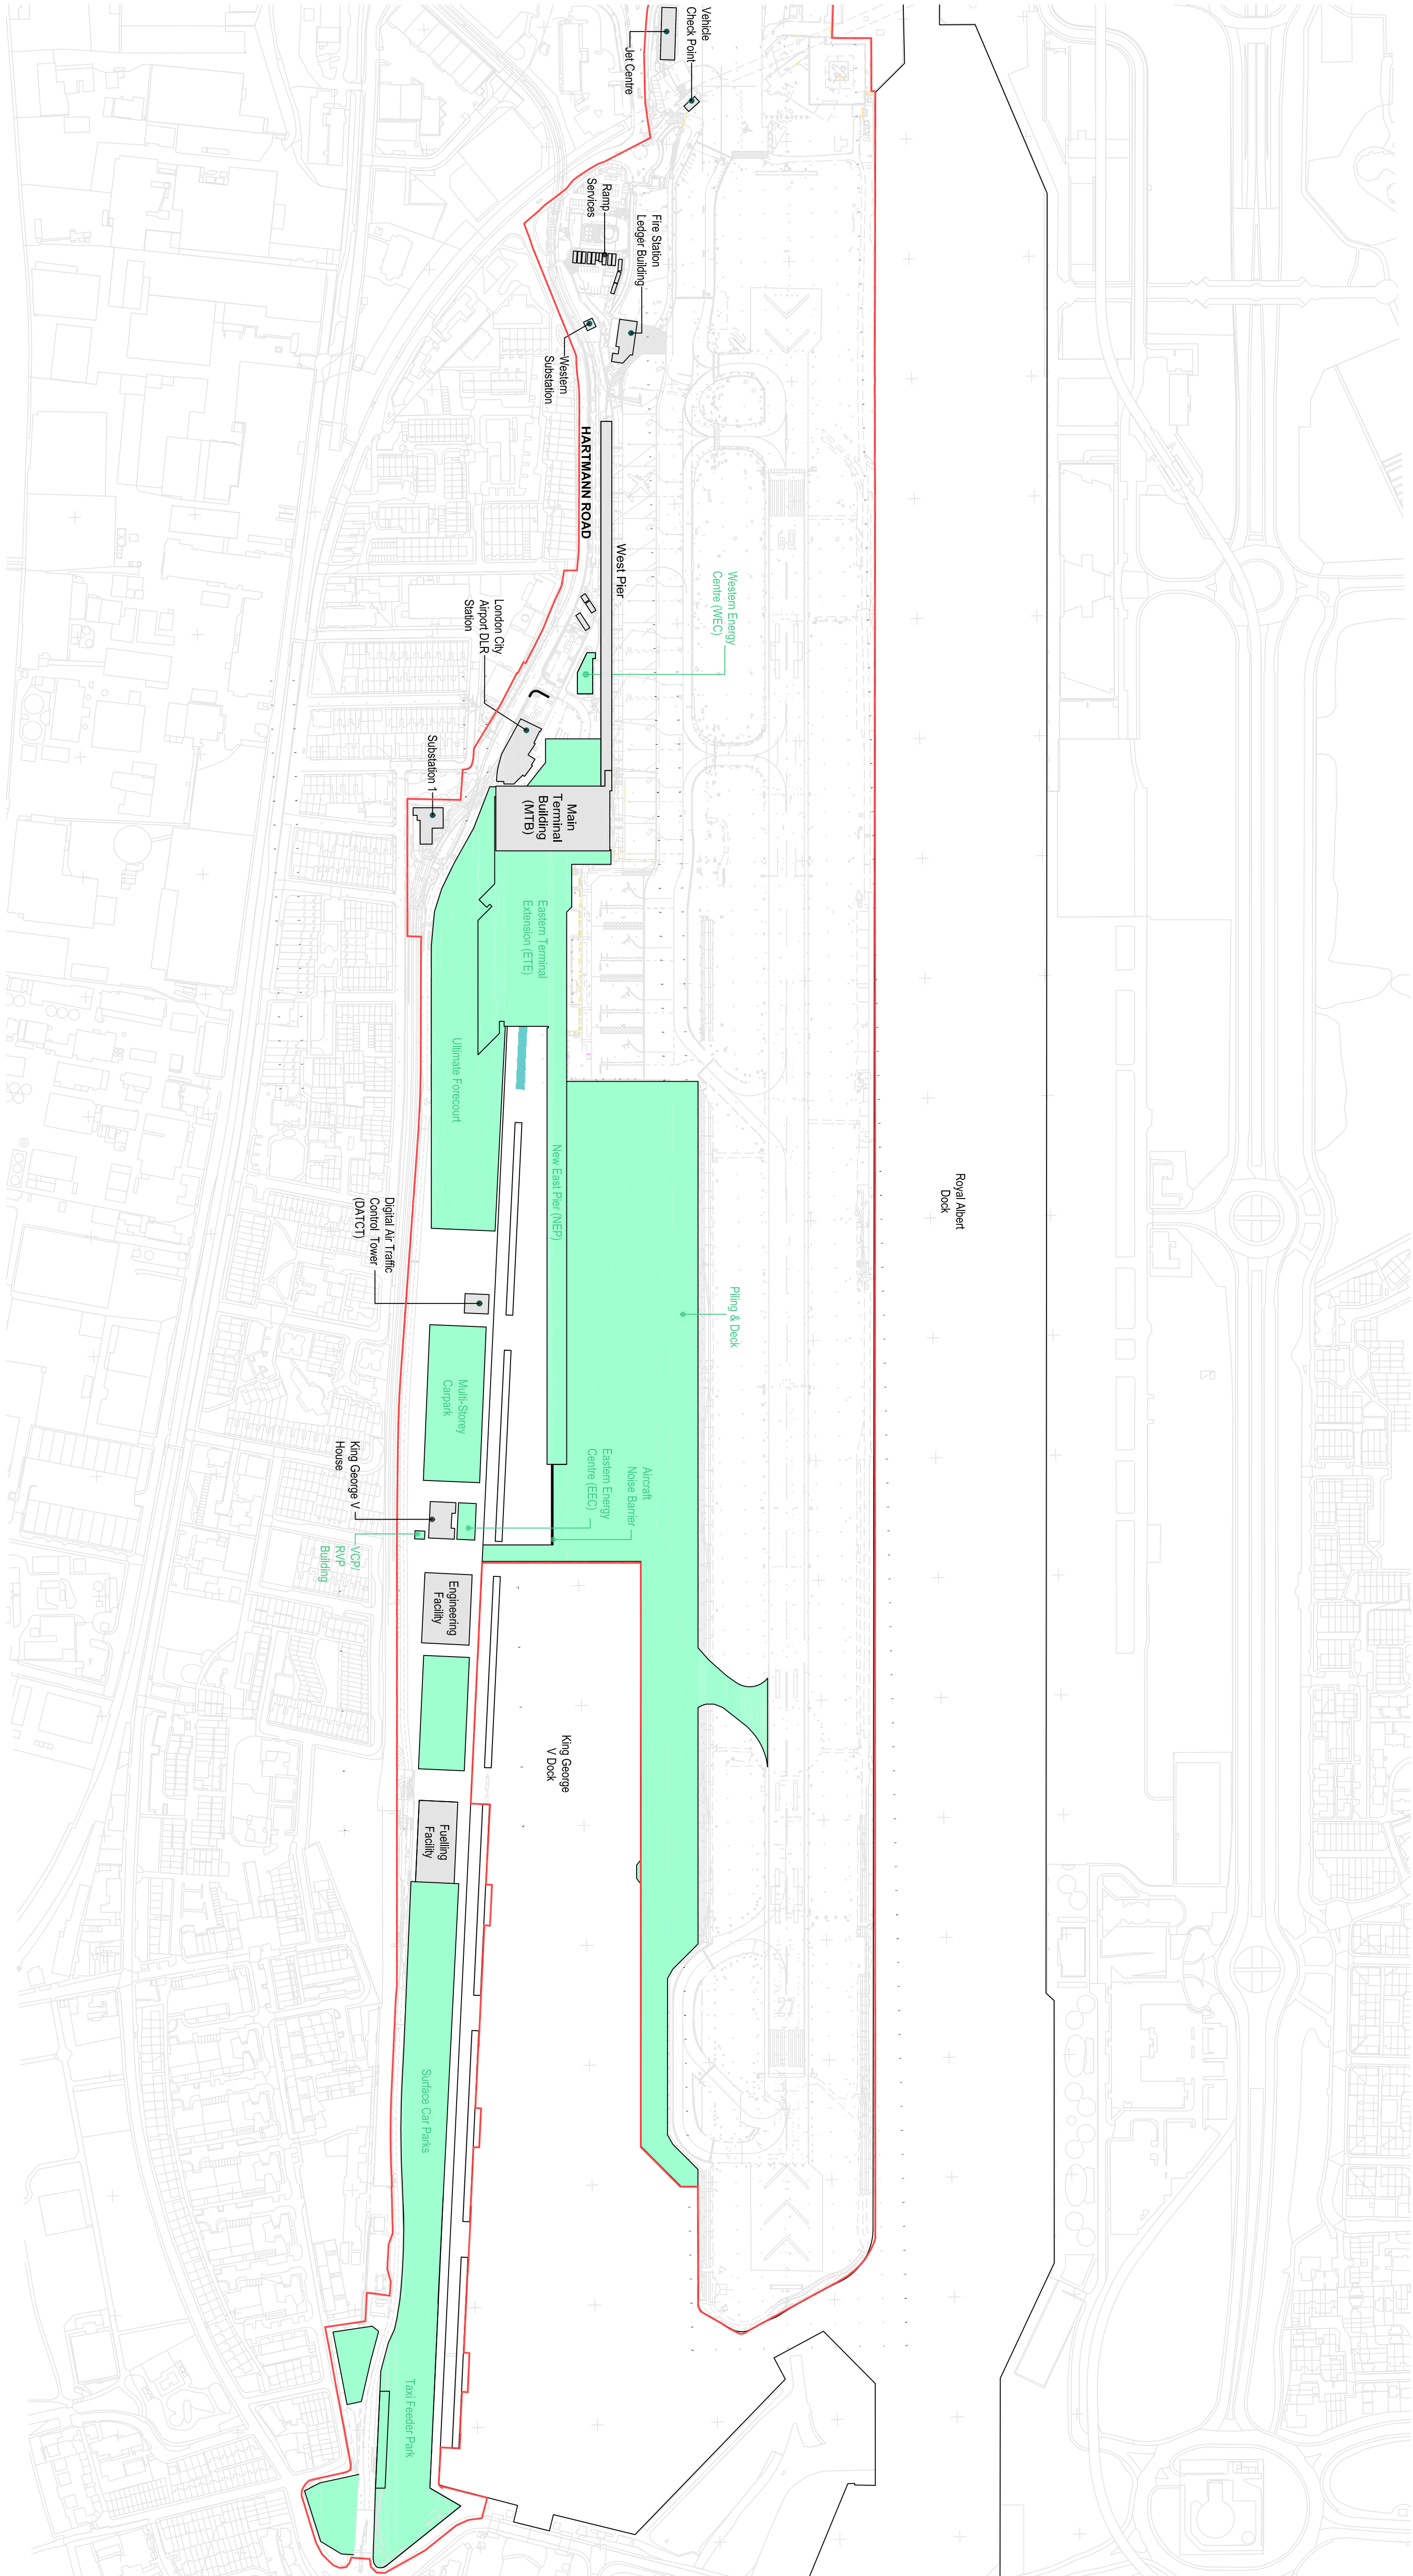 Vehicle
Check Point
Jet Centre
Ramp
Services
Fire Station
Ledger Building
Western
Substation
HARTMANN ROAD
West Pier
Western Energy
Centre (WEC)
London City
Airport DLR
Station
Substation 1
Main
Terminal
Building
(MTB)
Eastern Terminal
Extension (ETE)
Ultimate Forecourt
New East Pier (NEP)
Royal Albert
Dock
Piling & Deck
Digital Air Traffic
Control Tower
(DATCT)
Multi-Storey
Carpark
King George V
House
Aircraft
Noise Barrier
Eastern Energy
Centre (EEC)
VCP/
RVP
Building
Engineering
Facility
King George
V Dock
Fuelling
Facility
27
Surface Car Parks
Taxi Feeder Park